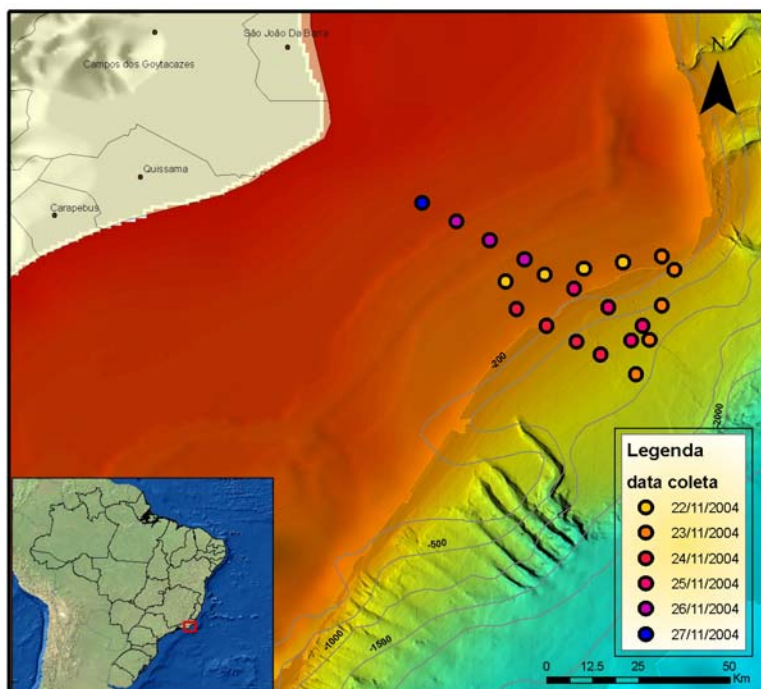 São João Da Barra
N
Campos dos Goytacazes
Quissama
Carapebus
-200
-2000
-500
-1000
-1500
Legenda
data coleta
22/11/2004
23/11/2004
24/11/2004
25/11/2004
26/11/2004
27/11/2004
0 12.5 25 50
Km